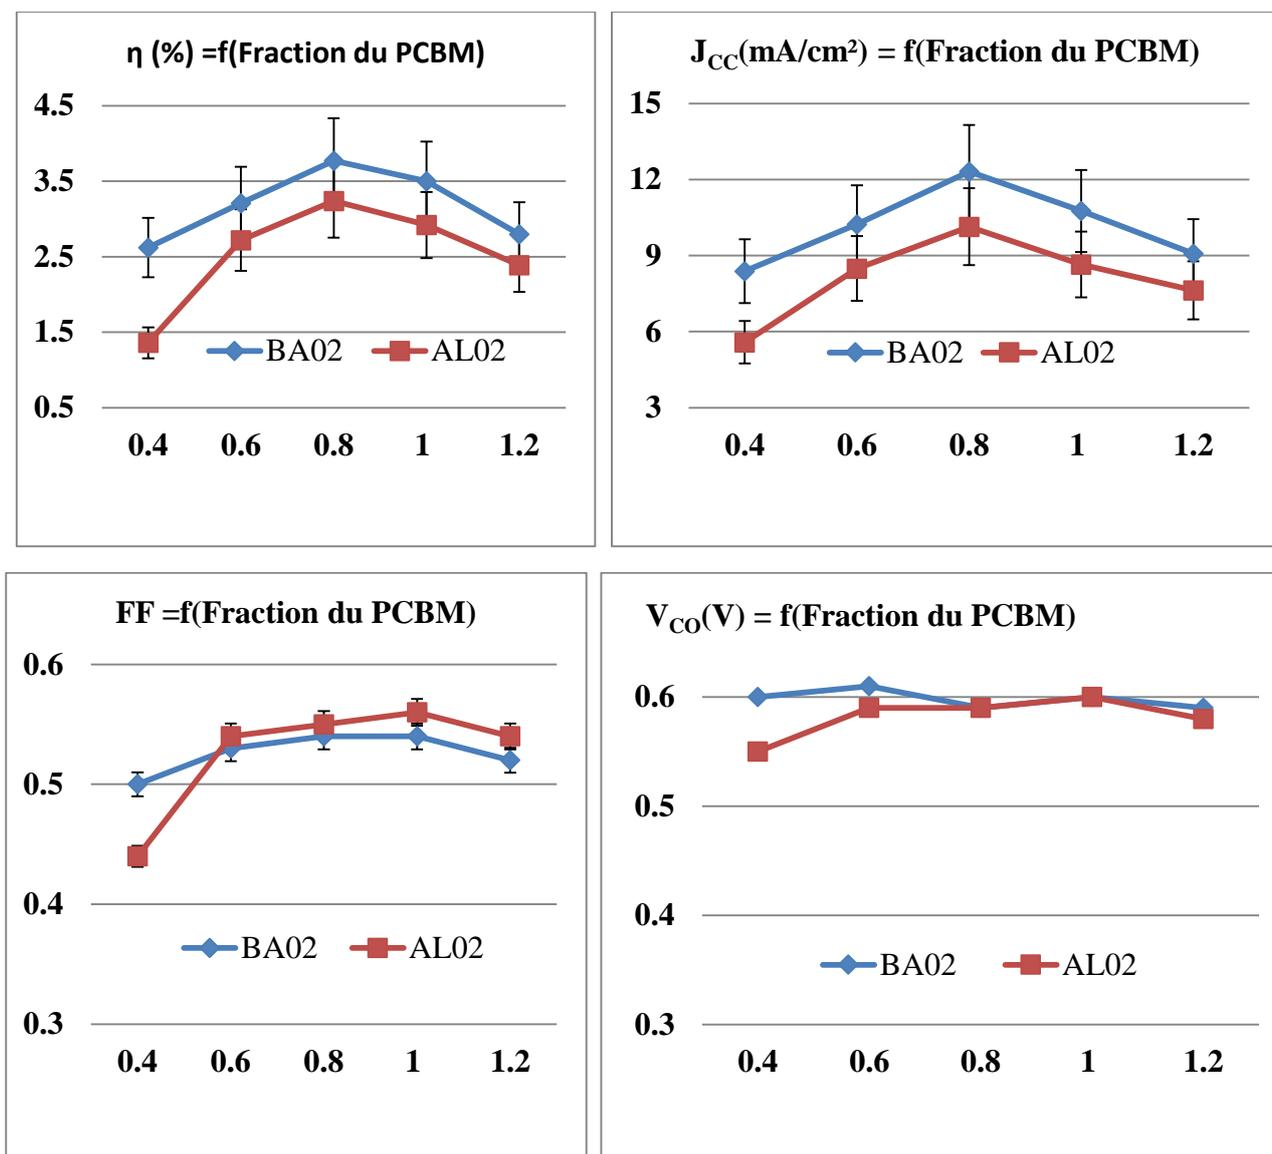 η (%) =f(Fraction du PCBM)
4.5
3.5
2.5
1.5
0.5
BA02 AL02
0.4 0.6 0.8 1 1.2
J_CC(mA/cm²) = f(Fraction du PCBM)
15
12
9
6
3
BA02 AL02
0.4 0.6 0.8 1 1.2
FF =f(Fraction du PCBM)
0.6
0.5
0.4
0.3
BA02 AL02
0.4 0.6 0.8 1 1.2
V_CO(V) = f(Fraction du PCBM)
0.6
0.5
0.4
0.3
BA02 AL02
0.4 0.6 0.8 1 1.2